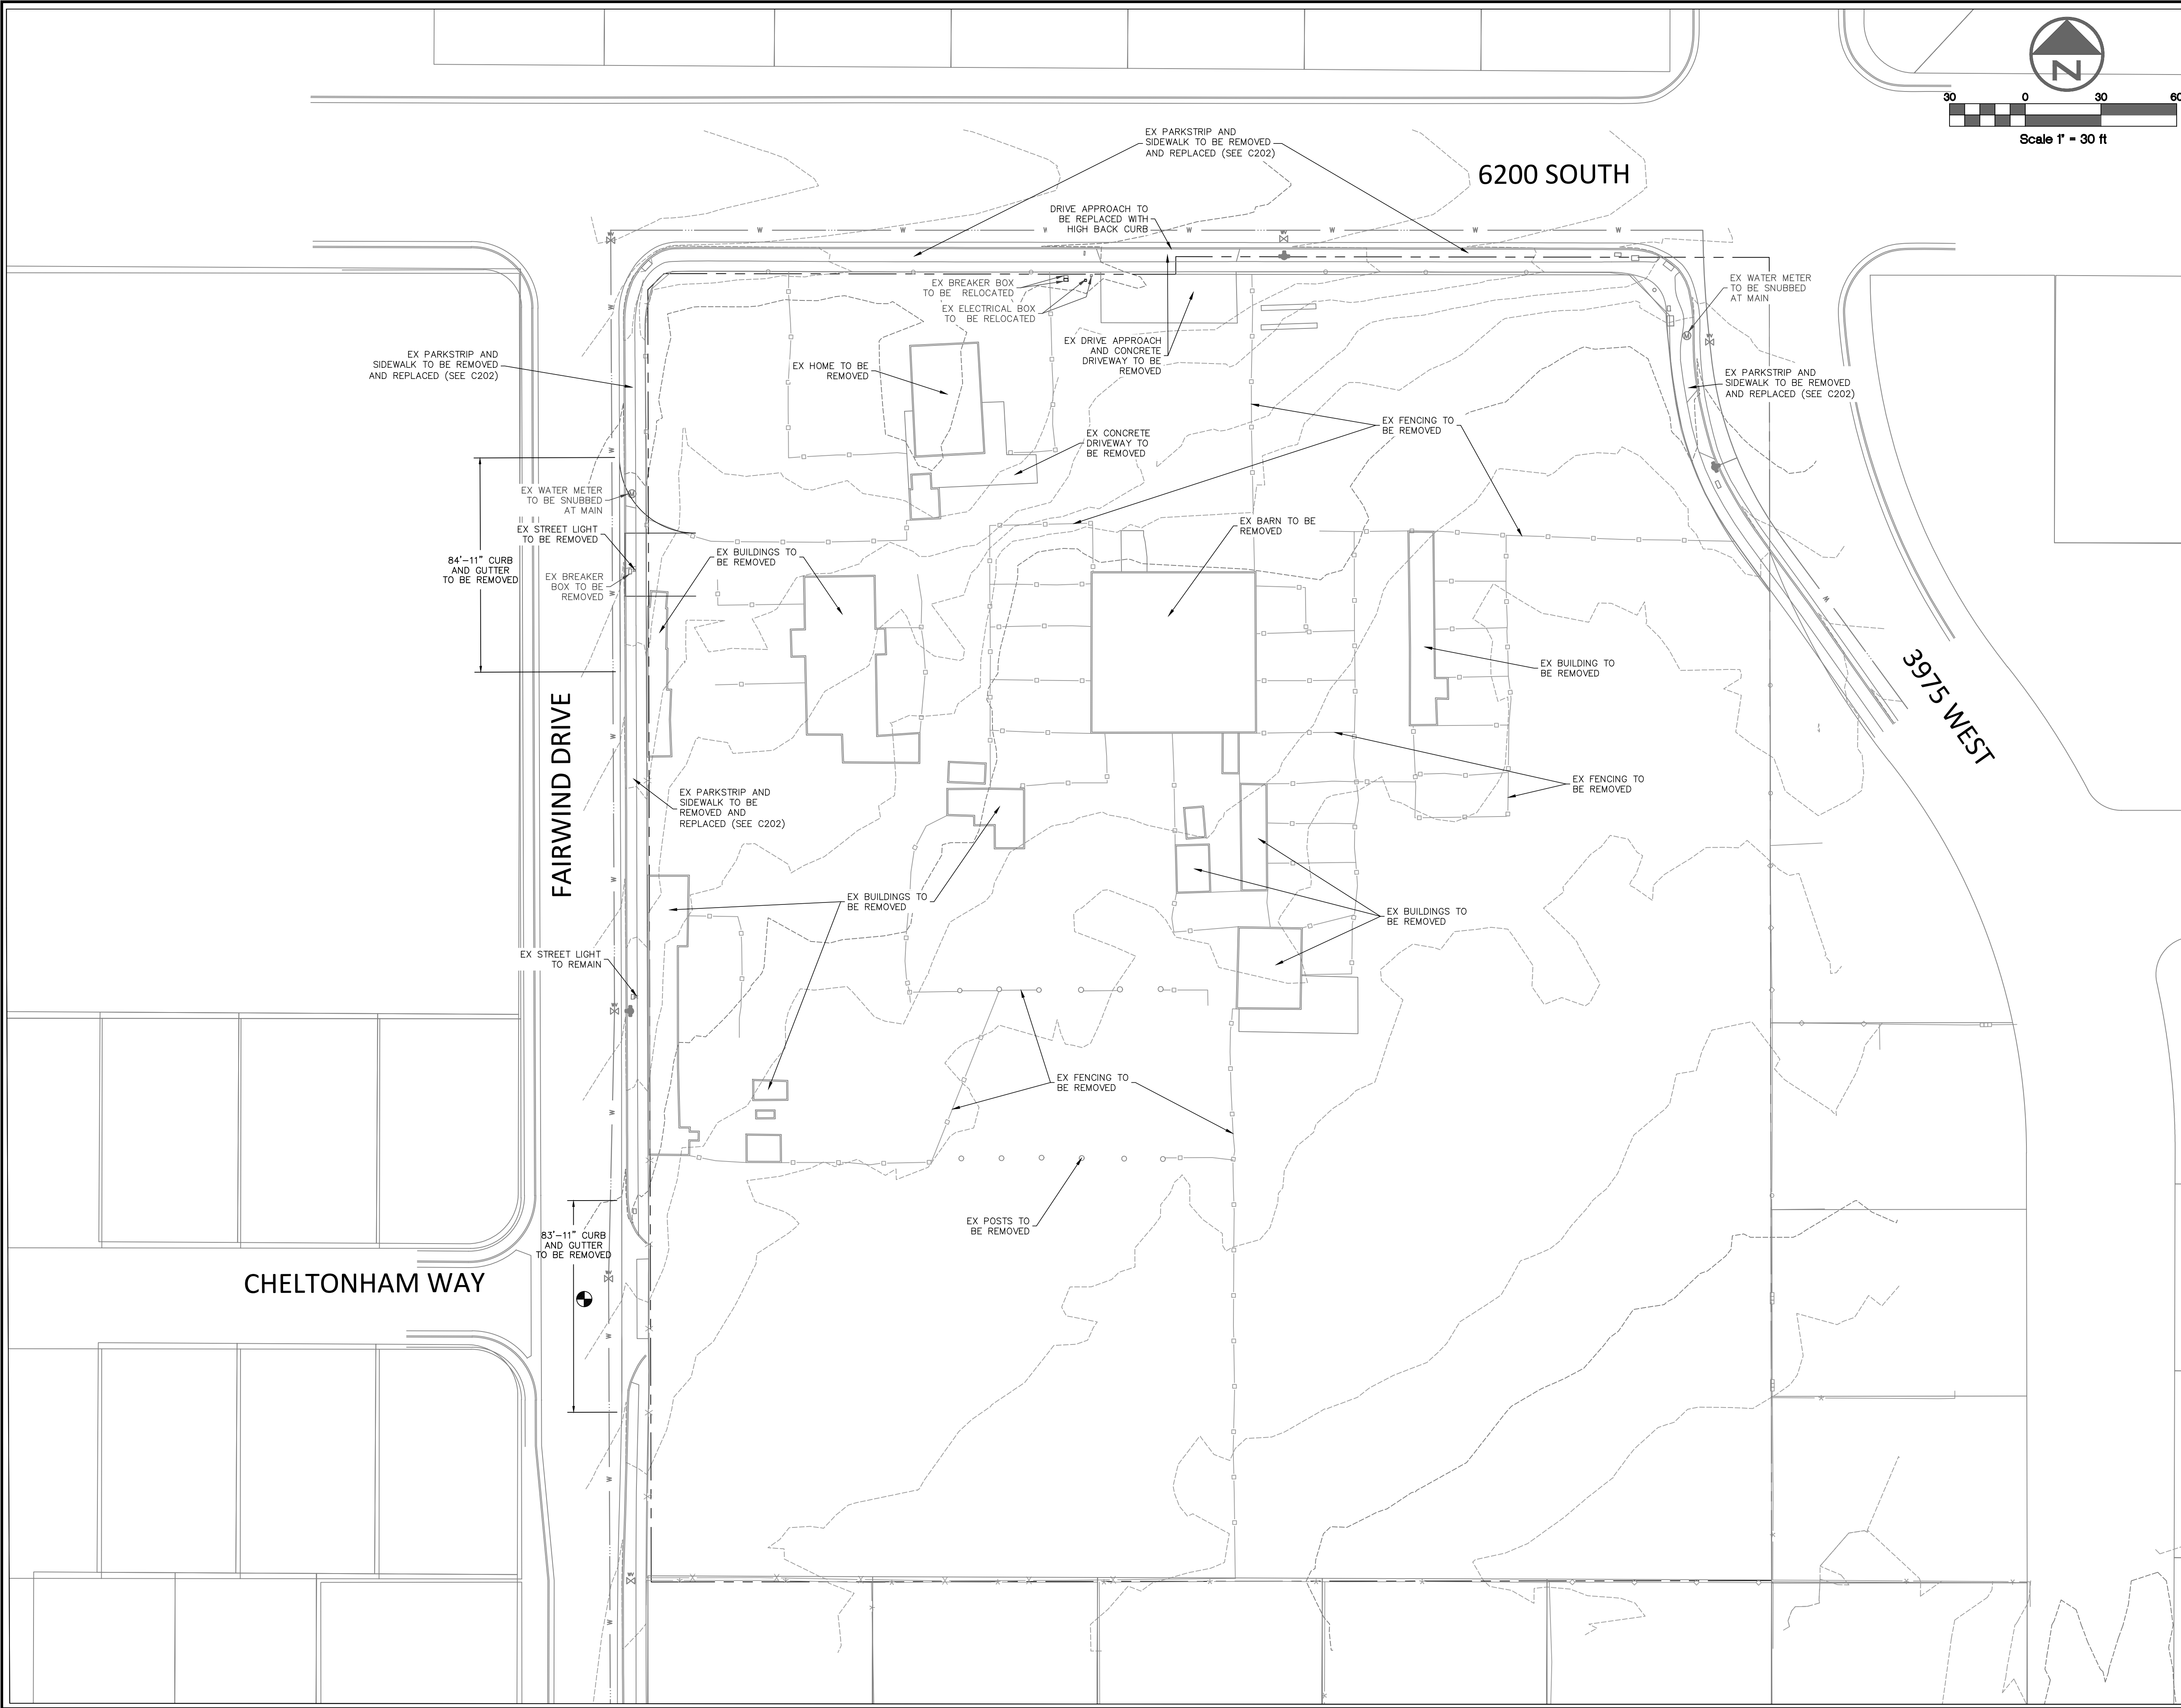 N
30 0 30 60
Scale 1" = 30 ft
EX PARKSTRIP AND
SIDEWALK TO BE REMOVED
AND REPLACED (SEE C202)
6200 SOUTH
DRIVE APPROACH TO
BE REPLACED WITH
HIGH BACK CURB
EX BREAKER BOX
TO BE RELOCATED
EX ELECTRICAL BOX
TO BE RELOCATED
EX WATER METER
TO BE SNUBBED
AT MAIN
EX DRIVE APPROACH
AND CONCRETE
DRIVEWAY TO BE
REMOVED
EX PARKSTRIP AND
SIDEWALK TO BE REMOVED
AND REPLACED (SEE C202)
EX HOME TO BE
REMOVED
EX PARKSTRIP AND
SIDEWALK TO BE REMOVED
AND REPLACED (SEE C202)
EX FENCING TO
BE REMOVED
EX CONCRETE
DRIVEWAY TO
BE REMOVED
EX WATER METER
TO BE SNUBBED
AT MAIN
EX STREET LIGHT
TO BE REMOVED
EX BARN TO BE
REMOVED
EX BUILDINGS TO
BE REMOVED
84'-11" CURB
AND GUTTER
TO BE REMOVED
EX BREAKER
BOX TO BE
REMOVED
EX BUILDING TO
BE REMOVED
3975 WEST
FAIRWIND DRIVE
EX FENCING TO
BE REMOVED
EX PARKSTRIP AND
SIDEWALK TO BE
REMOVED AND
REPLACED (SEE C202)
EX BUILDINGS TO
BE REMOVED
EX BUILDINGS TO
BE REMOVED
EX STREET LIGHT
TO REMAIN
EX FENCING TO
BE REMOVED
EX POSTS TO
BE REMOVED
83'-11" CURB
AND GUTTER
TO BE REMOVED
CHELTONHAM WAY